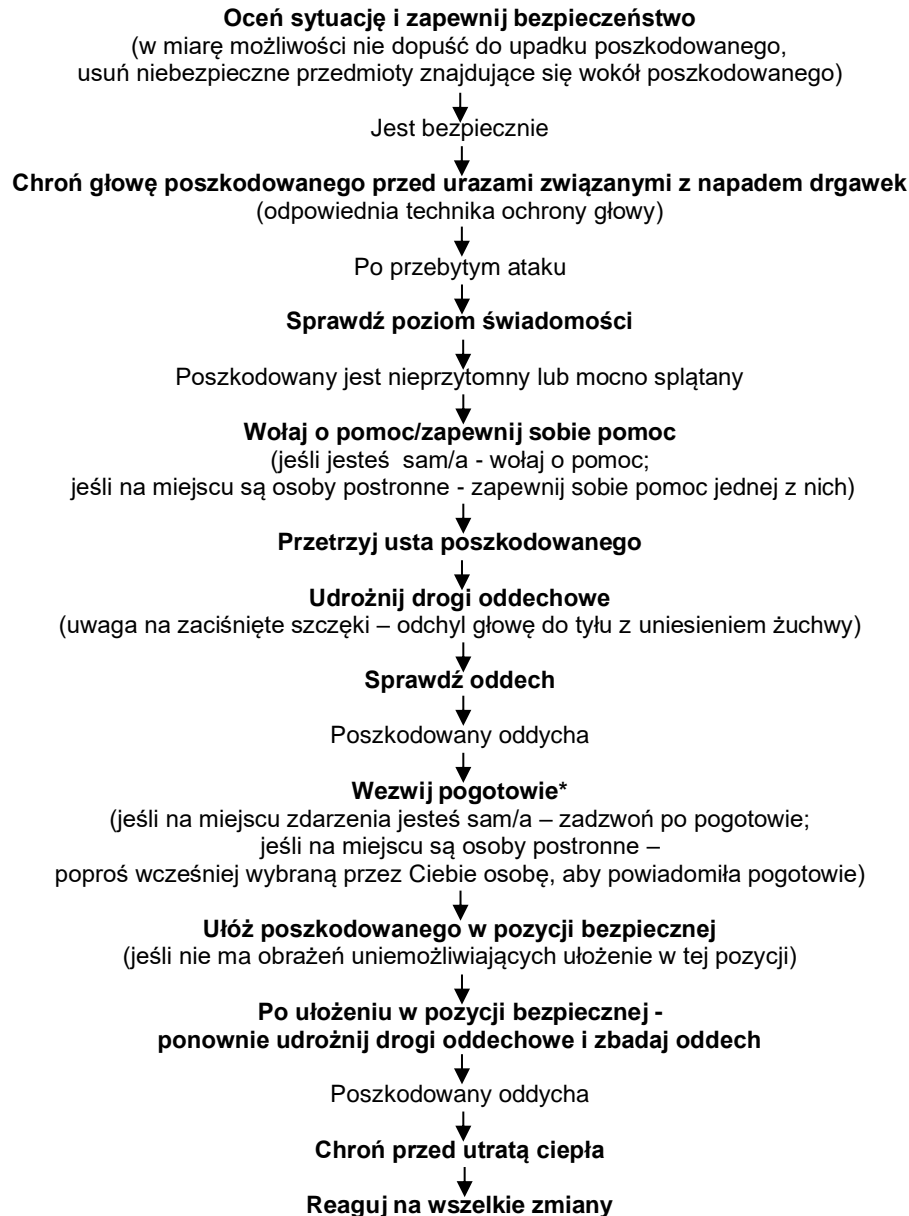 Oceń sytuację i zapewnij bezpieczeństwo
(w miarę możliwości nie dopuść do upadku poszkodowanego,
usuń niebezpieczne przedmioty znajdujące się wokół poszkodowanego)
Jest bezpiecznie
Chroń głowę poszkodowanego przed urazami związanymi z napadem drgawek
(odpowiednia technika ochrony głowy)
Po przebytym ataku
Sprawdź poziom świadomości
Poszkodowany jest nieprzytomny lub mocno splątany
Wołaj o pomoc/zapewnij sobie pomoc
(jeśli jesteś sam/a - wołaj o pomoc;
jeśli na miejscu są osoby postronne - zapewnij sobie pomoc jednej z nich)
Przetrzyj usta poszkodowanego
Udrożnij drogi oddechowe
(uwaga na zaciśnięte szczęki – odchyl głowę do tyłu z uniesieniem żuchwy)
Sprawdź oddech
Poszkodowany oddycha
Wezwij pogotowie*
(jeśli na miejscu zdarzenia jesteś sam/a – zadzwoń po pogotowie;
jeśli na miejscu są osoby postronne –
poproś wcześniej wybraną przez Ciebie osobę, aby powiadomiła pogotowie)
Ułóż poszkodowanego w pozycji bezpiecznej
(jeśli nie ma obrażeń uniemożliwiających ułożenie w tej pozycji)
Po ułożeniu w pozycji bezpiecznej -
ponownie udrożnij drogi oddechowe i zbadaj oddech
Poszkodowany oddycha
Chroń przed utratą ciepła
Reaguj na wszelkie zmiany